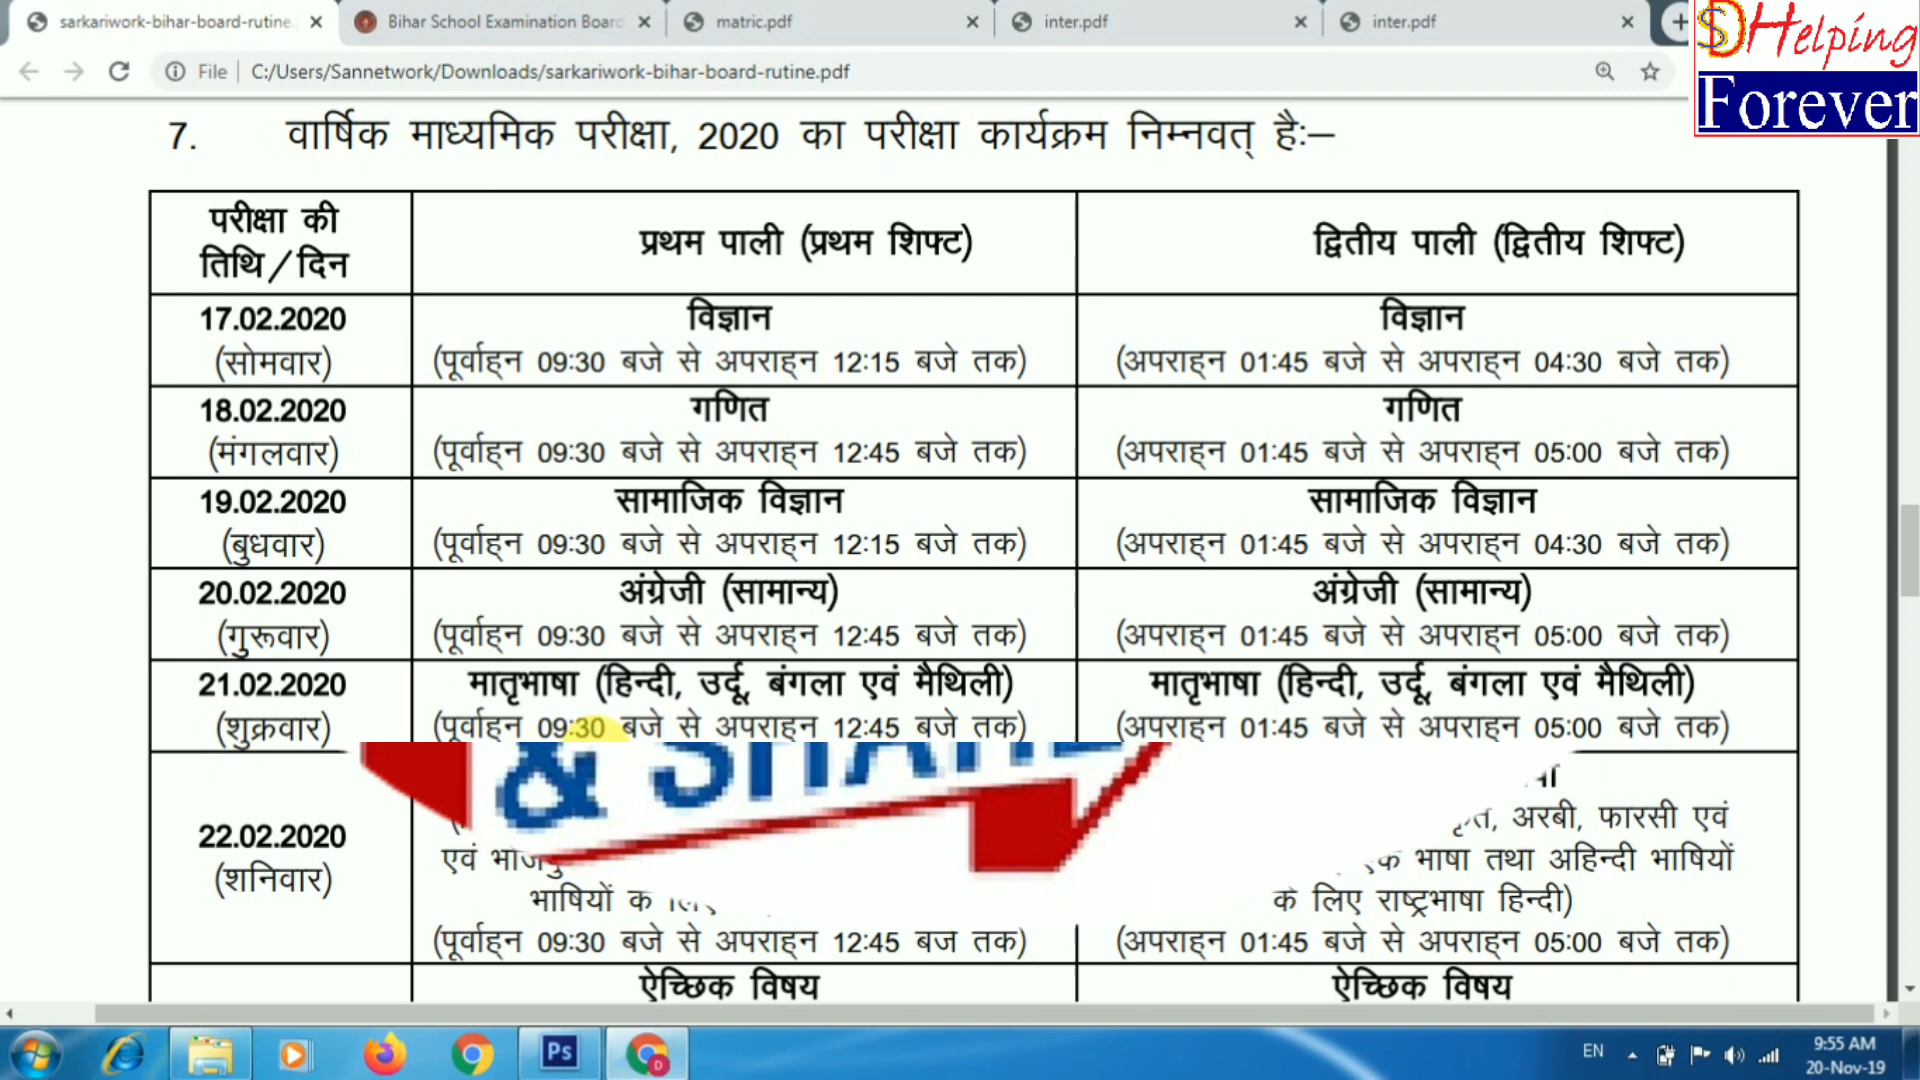 sarkariwork-bihar-board-rutine.
Bihar School Examination Board
matric.pdf
inter.pdf
inter.pdf
File
C:/Users/Sannetwork/Downloads/sarkariwork-bihar-board-rutine.pdf
Helping
Forever
7. वार्षिक माध्यमिक परीक्षा, 2020 का परीक्षा कार्यक्रम निम्नवत् है:–
परीक्षा की
तिथि/दिन
प्रथम पाली (प्रथम शिफ्ट)
द्वितीय पाली (द्वितीय शिफ्ट)
17.02.2020
(सोमवार)
विज्ञान
(पूर्वाह्न 09:30 बजे से अपराह्न 12:15 बजे तक)
विज्ञान
(अपराह्न 01:45 बजे से अपराह्न 04:30 बजे तक)
18.02.2020
(मंगलवार)
गणित
(पूर्वाह्न 09:30 बजे से अपराह्न 12:45 बजे तक)
गणित
(अपराह्न 01:45 बजे से अपराह्न 05:00 बजे तक)
19.02.2020
(बुधवार)
सामाजिक विज्ञान
(पूर्वाह्न 09:30 बजे से अपराह्न 12:15 बजे तक)
सामाजिक विज्ञान
(अपराह्न 01:45 बजे से अपराह्न 04:30 बजे तक)
20.02.2020
(गुरूवार)
अंग्रेजी (सामान्य)
(पूर्वाह्न 09:30 बजे से अपराह्न 12:45 बजे तक)
अंग्रेजी (सामान्य)
(अपराह्न 01:45 बजे से अपराह्न 05:00 बजे तक)
21.02.2020
(शुक्रवार)
मातृभाषा (हिन्दी, उर्दू, बंगला एवं मैथिली)
(पूर्वाह्न 09:30 बजे से अपराह्न 12:45 बजे तक)
मातृभाषा (हिन्दी, उर्दू, बंगला एवं मैथिली)
(अपराह्न 01:45 बजे से अपराह्न 05:00 बजे तक)
& SHARE
22.02.2020
(शनिवार)
एवं
भाषियों
(पूर्वाह्न 09:30 बजे से अपराह्न 12:45 बजे तक)
अरबी, फारसी एवं
भाषा तथा अहिन्दी भाषियों
के लिए राष्ट्रभाषा हिन्दी)
(अपराह्न 01:45 बजे से अपराह्न 05:00 बजे तक)
ऐच्छिक विषय
ऐच्छिक विषय
Ps
D
EN
9:55 AM
20-Nov-19